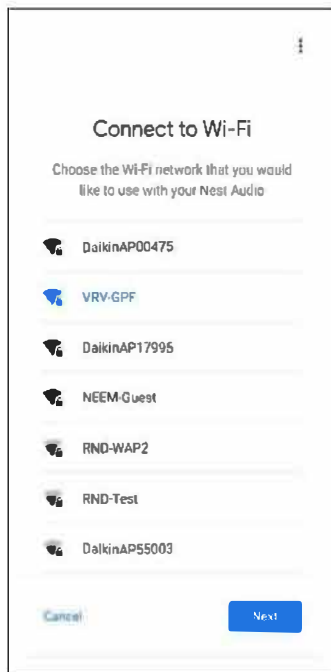 Connect to Wi-Fi
Choose the Wi-Fi network that you would
like to use with your Nest Audio
DaikinAP00475
VRV-GPF
DaikinAP17995
NEEM-Guest
RND-WAP2
RND-Test
DaikinAP55003
Cancel
Next